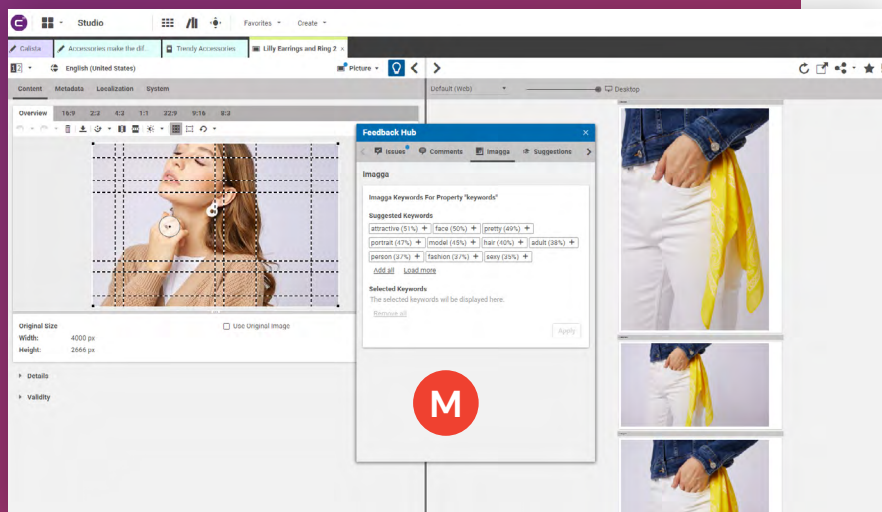 Studio
Favorites
Create
Calista
Accessories make the dif...
Trendy Accessories
Lilly Earrings and Ring 2 ×
English (United States)
Picture
Content Metadata Localization System
Default (Web)
Desktop
Overview 16:9 2:3 4:3 1:1 32:9 9:16 8:3
Feedback Hub ×
Issues Comments Imagga Suggestions
Imagga
Imagga Keywords For Property "keywords"
Suggested Keywords
attractive (51%) + face (50%) + pretty (49%) +
portrait (47%) + model (45%) + hair (40%) + adult (38%) +
person (37%) + fashion (37%) + sexy (35%) +
Add all Load more
Selected Keywords
The selected keywords wil be displayed here.
Remove all
Apply
Original Size
Use Original Image
Width: 4000 px
Height: 2666 px
Details
Validity
M